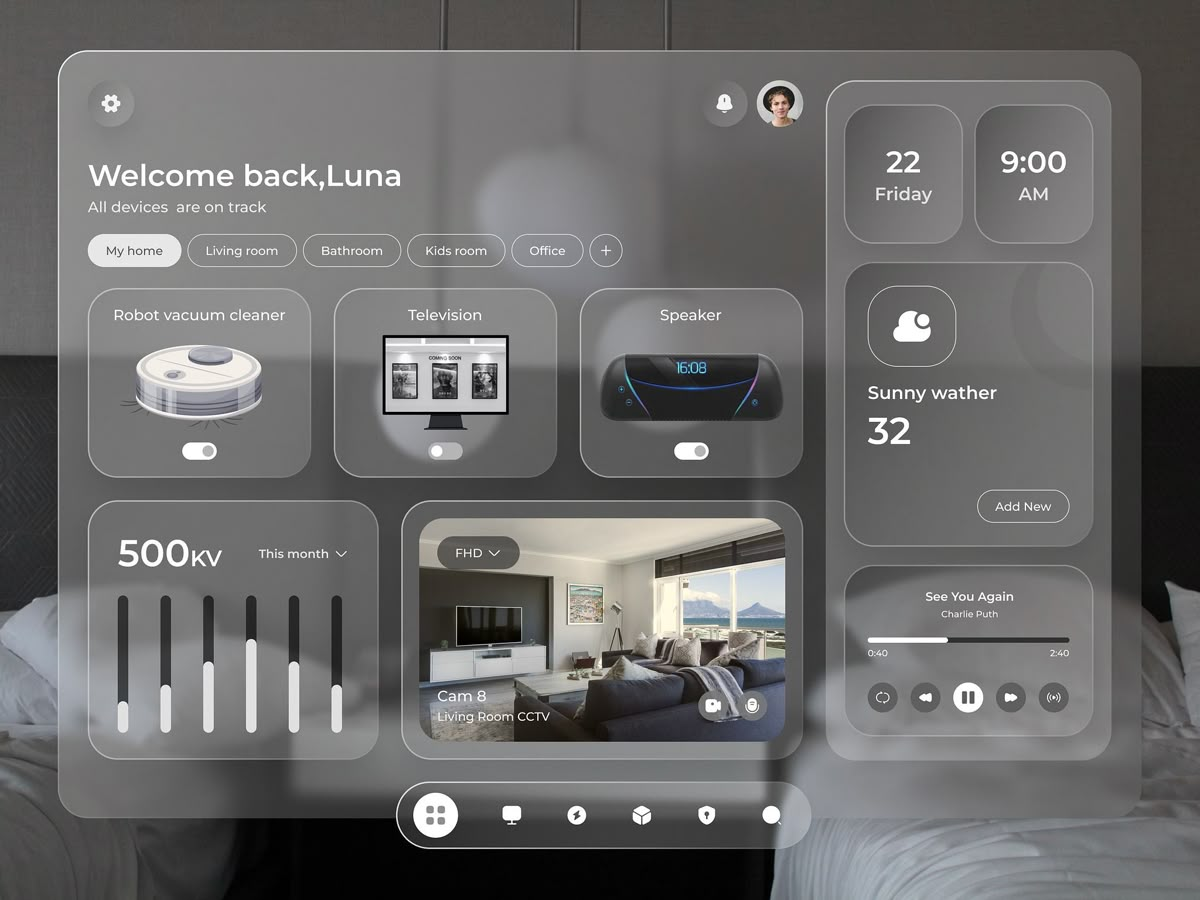 Welcome back,Luna
All devices are on track
My home
Living room
Bathroom
Kids room
Office
+
Robot vacuum cleaner
Television
COMING SOON
Speaker
16:08
500KV
This month
FHD
Cam 8
Living Room CCTV
22
Friday
9:00
AM
Sunny wather
32
Add New
See You Again
Charlie Puth
0:40
2:40